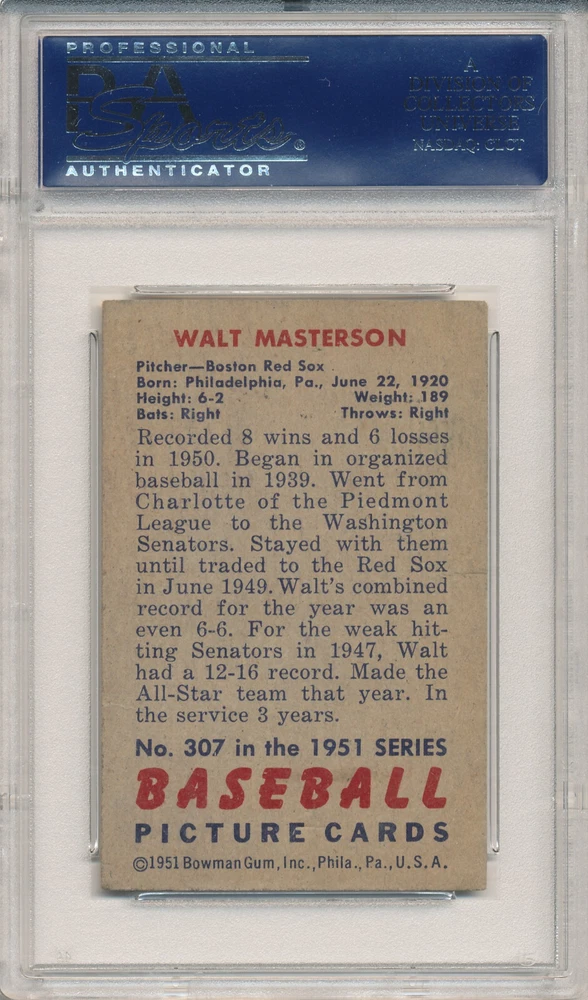 PROFESSIONAL
PSA
Sports®
AUTHENTICATOR
A
DIVISION OF
COLLECTORS
UNIVERSE
NASDAQ: CLCT
WALT MASTERSON
Pitcher—Boston Red Sox
Born: Philadelphia, Pa., June 22, 1920
Height: 6-2 Weight: 189
Bats: Right Throws: Right
Recorded 8 wins and 6 losses
in 1950. Began in organized
baseball in 1939. Went from
Charlotte of the Piedmont
League to the Washington
Senators. Stayed with them
until traded to the Red Sox
in June 1949. Walt's combined
record for the year was an
even 6-6. For the weak hit-
ting Senators in 1947, Walt
had a 12-16 record. Made the
All-Star team that year. In
the service 3 years.
No. 307 in the 1951 SERIES
BASEBALL
PICTURE CARDS
©1951 Bowman Gum, Inc., Phila., Pa., U.S.A.